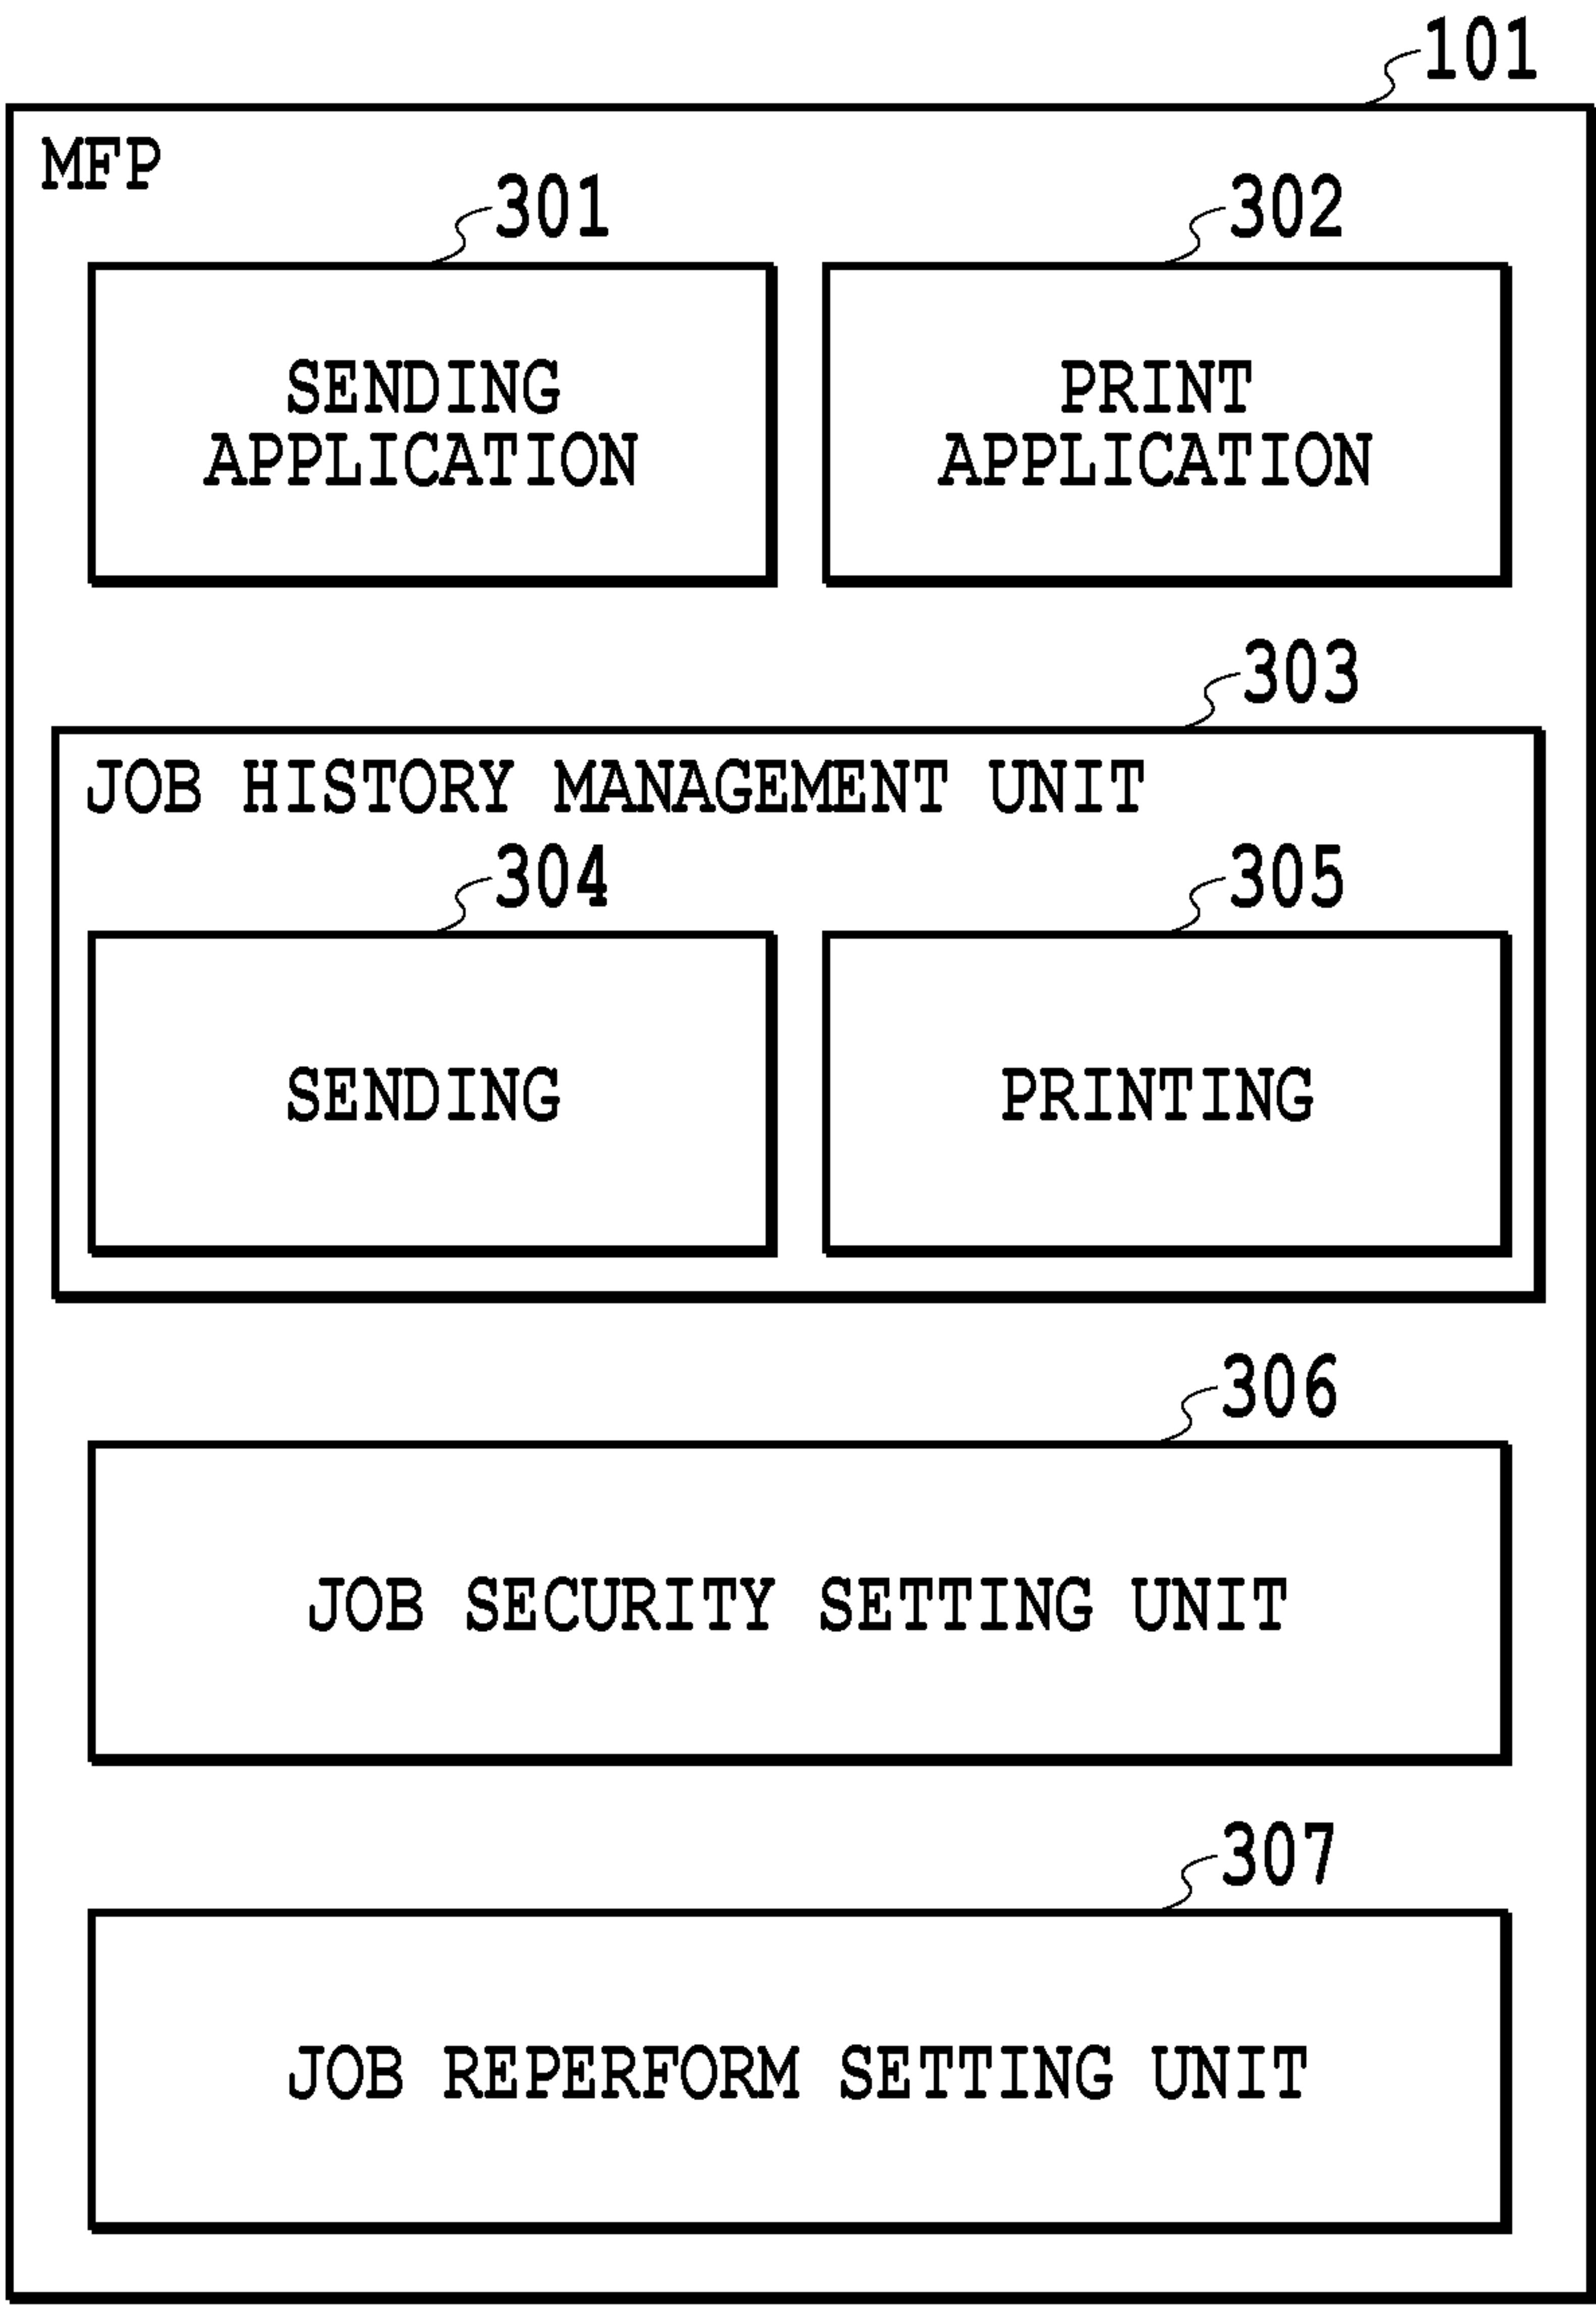 101
MFP
301
302
SENDING
APPLICATION
PRINT
APPLICATION
303
JOB HISTORY MANAGEMENT UNIT
304
305
SENDING
PRINTING
306
JOB SECURITY SETTING UNIT
307
JOB REPERFORM SETTING UNIT